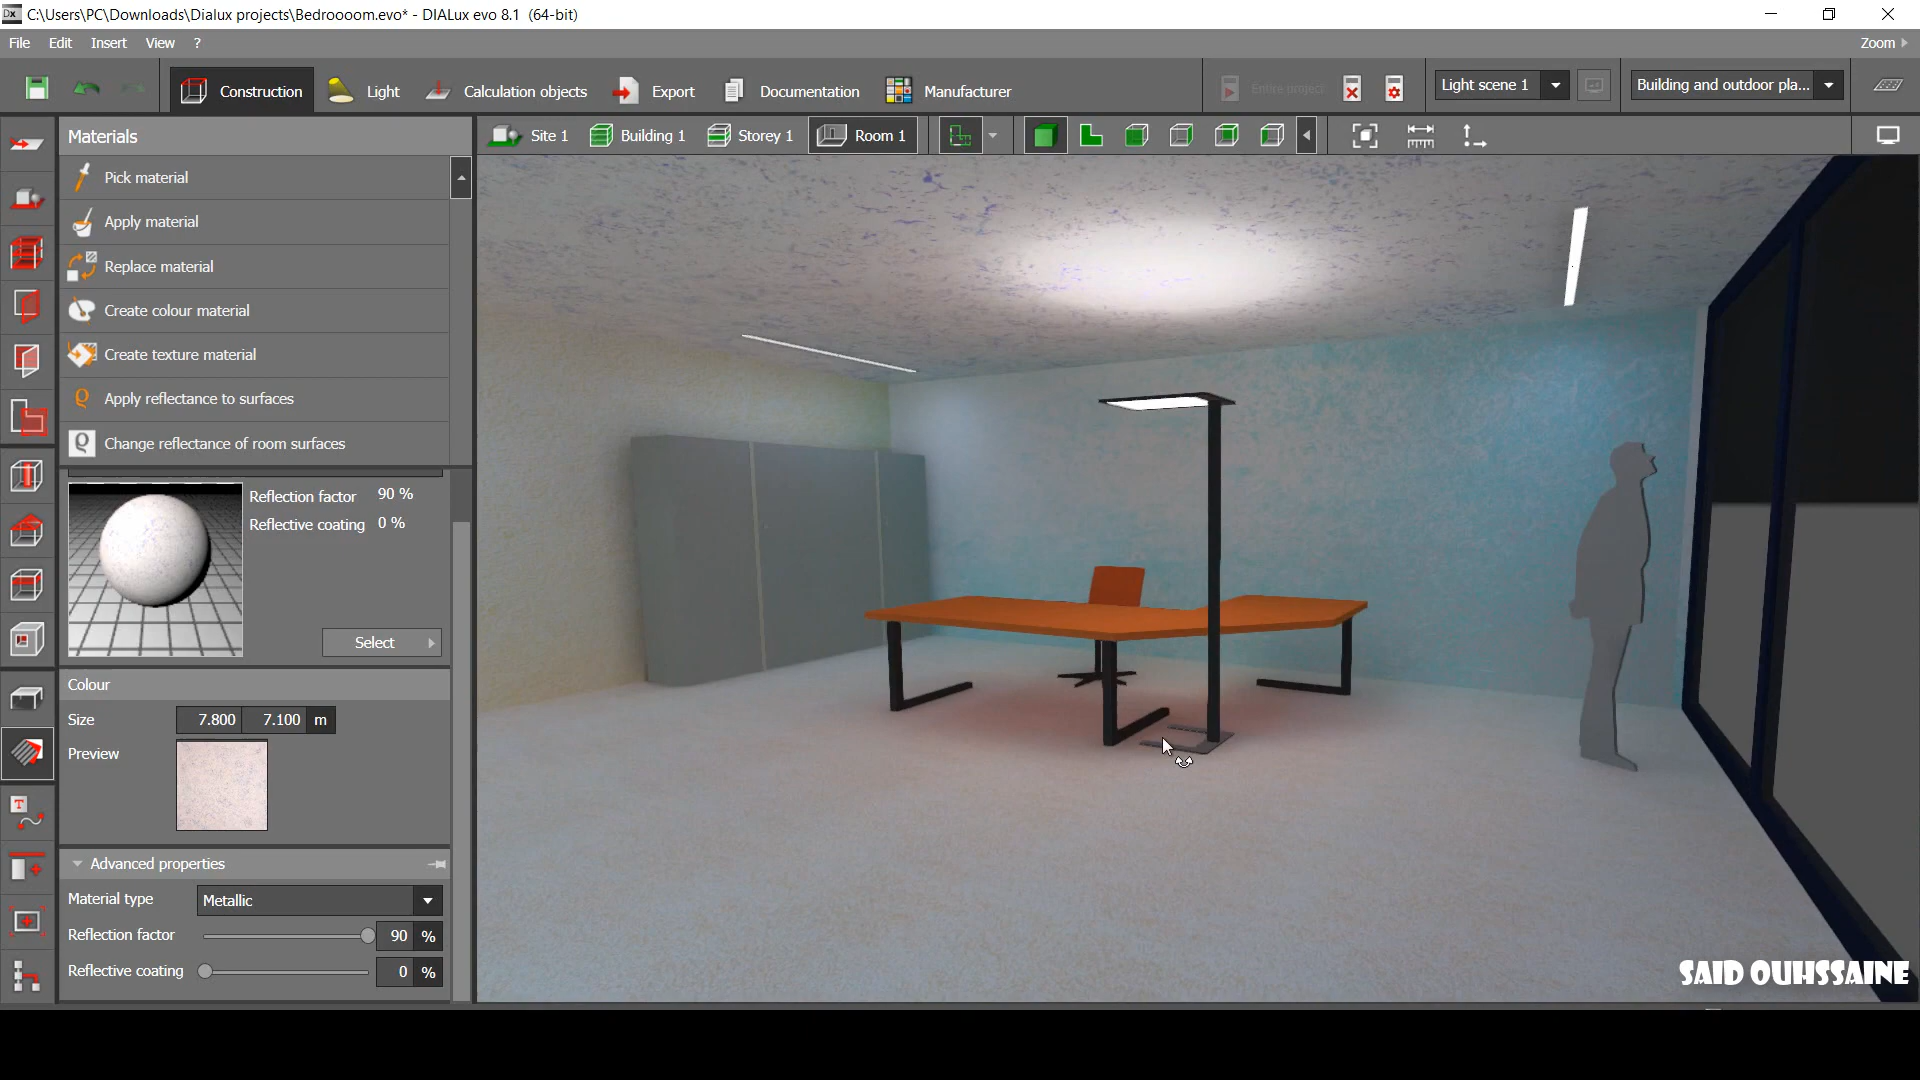 C:\Users\PC\Downloads\Dialux projects\Bedroooom.evo* - DIALux evo 8.1 (64-bit)
File Edit Insert View ? Zoom
Construction Light Calculation objects Export Documentation Manufacturer Entire project Light scene 1 Building and outdoor pla...
Materials
Site 1 Building 1 Storey 1 Room 1
Pick material
Apply material
Replace material
Create colour material
Create texture material
Apply reflectance to surfaces
Change reflectance of room surfaces
Reflection factor 90 %
Reflective coating 0 %
Select
Colour
Size 7.800 7.100 m
Preview
Advanced properties
Material type Metallic
Reflection factor 90 %
Reflective coating 0 %
SAID OUHSSAINE